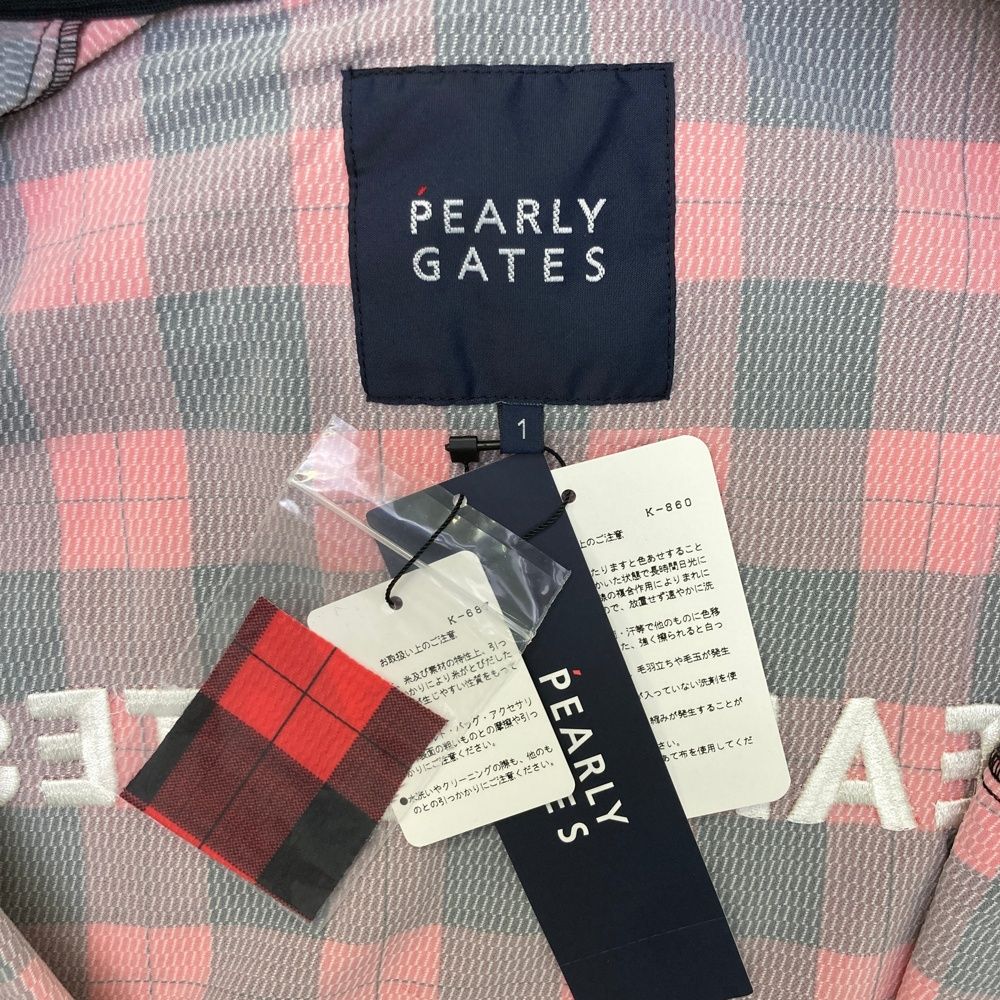 PEARLY
GATES
1
K-860
上のご注意
たりますと色あせすること
かいた状態で長時間日光に
の複合作用によりまれに
ので、放置せず速やかに洗
・汗等で他のものに色移
た、強く擦られると白っ
毛羽立ちや毛玉が発生
入っていない洗剤を使
縮みが発生することが
さい。
あて布を使用してくだ
K-68
お取扱い上のご注意
糸及び素材の特性上、引っ
かりにより糸がとびだした
生じやすい性質をもって
ト・バッグ・アクセサリ
表面の粗いものとの摩擦や引っ
かりにご注意ください。
●水洗いやクリーニングの際も、他のも
のとの引っかかりにご注意ください。
PEARLY
GATES